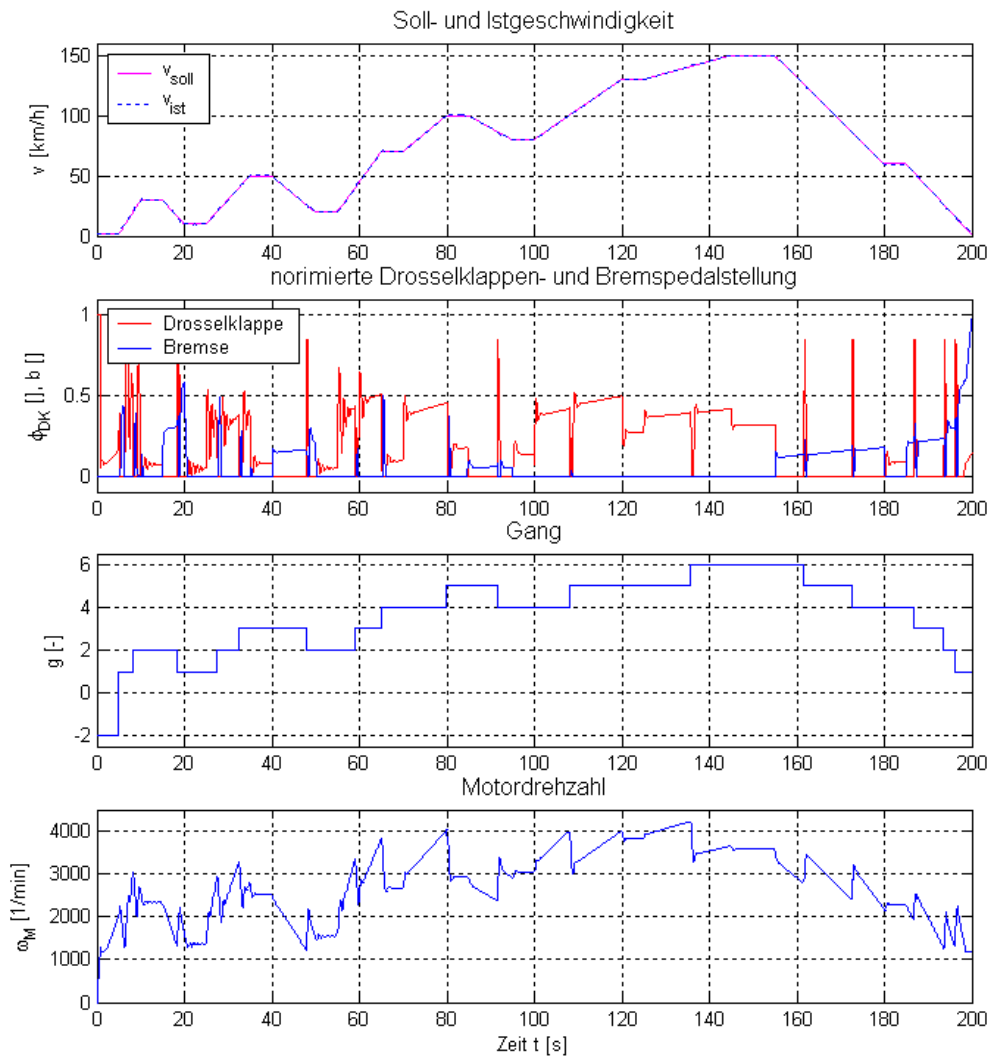 Soll- und Istgeschwindigkeit
v [km/h]
150
100
50
0
v_soll
v_ist
0 20 40 60 80 100 120 140 160 180 200
norimierte Drosselklappen- und Bremspedalstellung
ϕ_DK [], b []
1
0.5
0
Drosselklappe
Bremse
0 20 40 60 80 100 120 140 160 180 200
Gang
g [-]
6
4
2
0
-2
0 20 40 60 80 100 120 140 160 180 200
Motordrehzahl
ω_M [1/min]
4000
3000
2000
1000
0
0 20 40 60 80 100 120 140 160 180 200
Zeit t [s]